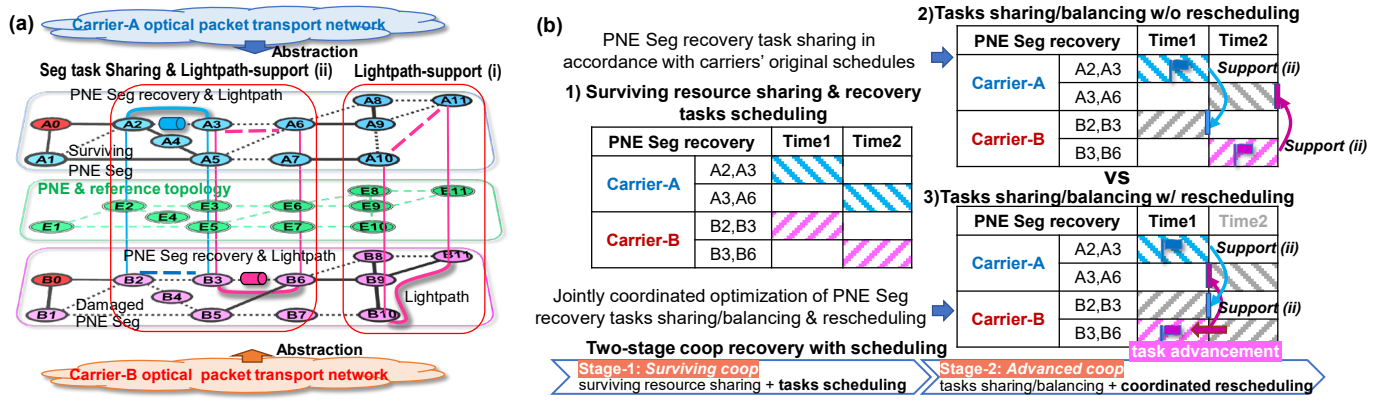 (a)
Carrier-A optical packet transport network
Abstraction
Seg task Sharing & Lightpath-support (ii)
Lightpath-support (i)
PNE Seg recovery & Lightpath
A0
A2
A3
A6
A8
A11
A9
A4
A1
A5
A7
A10
Surviving
PNE Seg
PNE & reference topology
E8
E11
E2
E3
E6
E9
E4
E1
E5
E7
E10
PNE Seg recovery & Lightpath
B8
B11
B0
B2
B3
B6
B9
B4
B1
B5
B7
B10
Damaged
PNE Seg
Lightpath
Abstraction
Carrier-B optical packet transport network
(b)
PNE Seg recovery task sharing in
accordance with carriers' original schedules
1) Surviving resource sharing & recovery
tasks scheduling
PNE Seg recovery Time1 Time2
Carrier-A
A2,A3
A3,A6
Carrier-B
B2,B3
B3,B6
Jointly coordinated optimization of PNE Seg
recovery tasks sharing/balancing & rescheduling
2)Tasks sharing/balancing w/o rescheduling
PNE Seg recovery Time1 Time2
Carrier-A
A2,A3
Support (ii)
A3,A6
Carrier-B
B2,B3
B3,B6
Support (ii)
VS
3)Tasks sharing/balancing w/ rescheduling
PNE Seg recovery Time1 Time2
Carrier-A
A2,A3
Support (ii)
A3,A6
Carrier-B
B2,B3
Support (ii)
B3,B6
task advancement
Two-stage coop recovery with scheduling
Stage-1: Surviving coop
surviving resource sharing + tasks scheduling
Stage-2: Advanced coop
tasks sharing/balancing + coordinated rescheduling